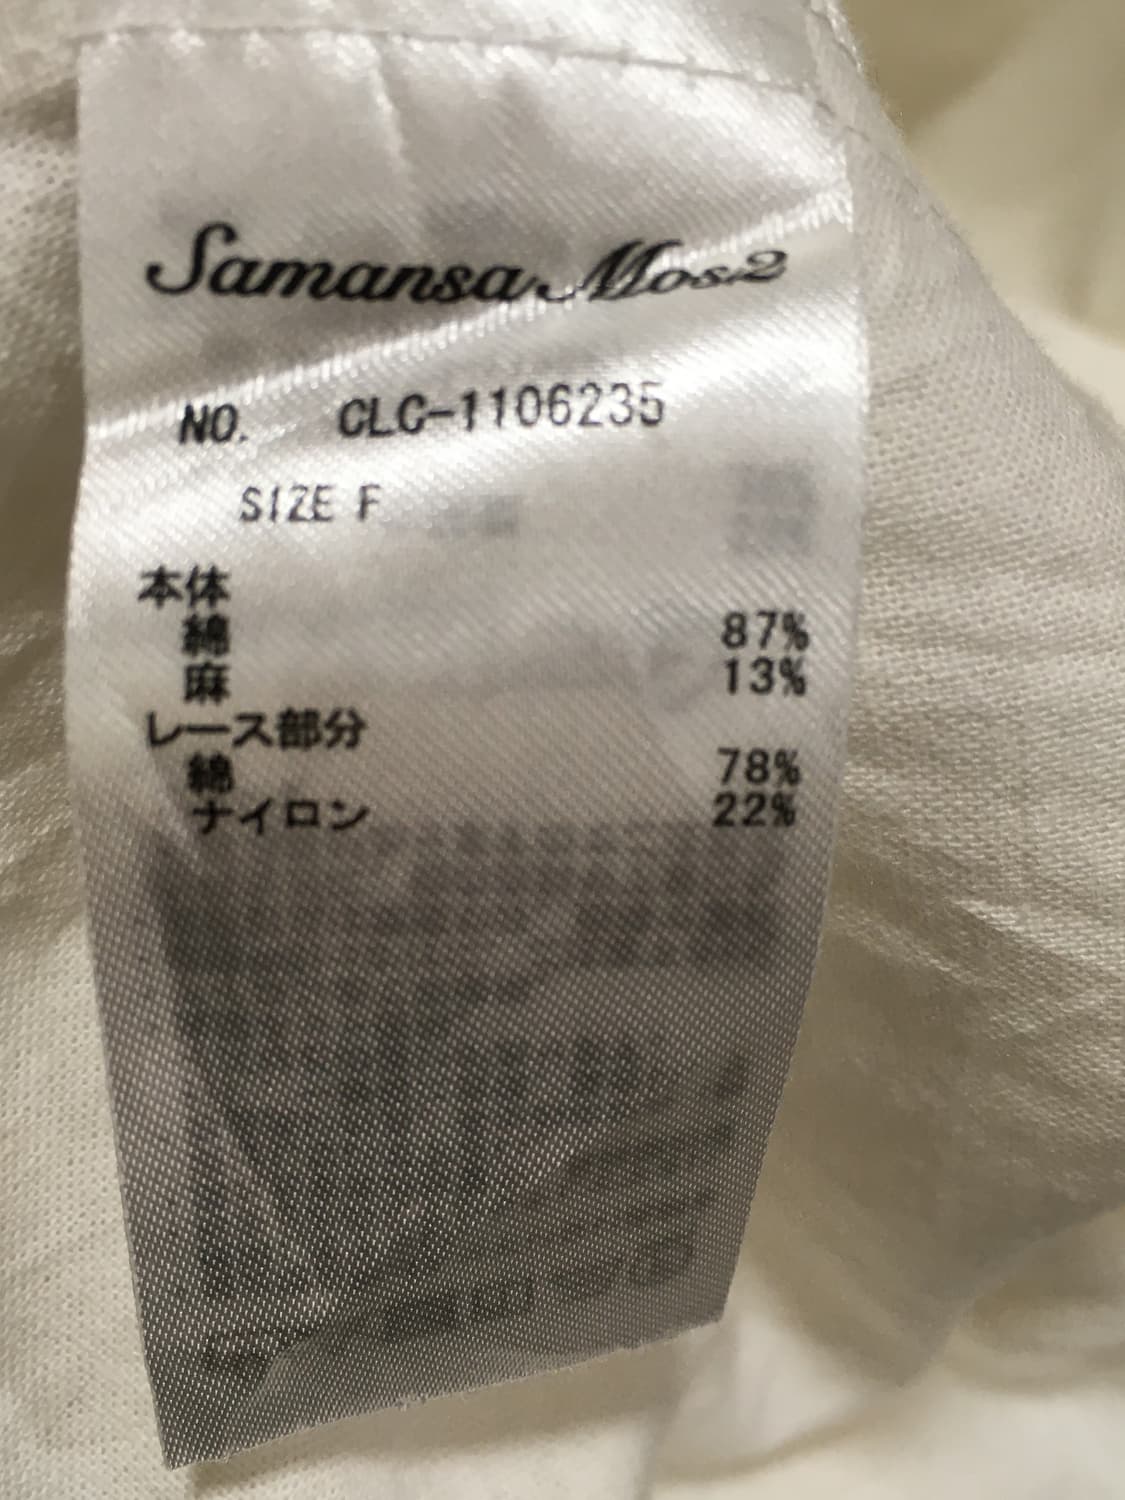 Samansa Mos2
NO. CLC-1106235
SIZE F
本体
綿 87%
麻 13%
レース部分
綿 78%
ナイロン 22%